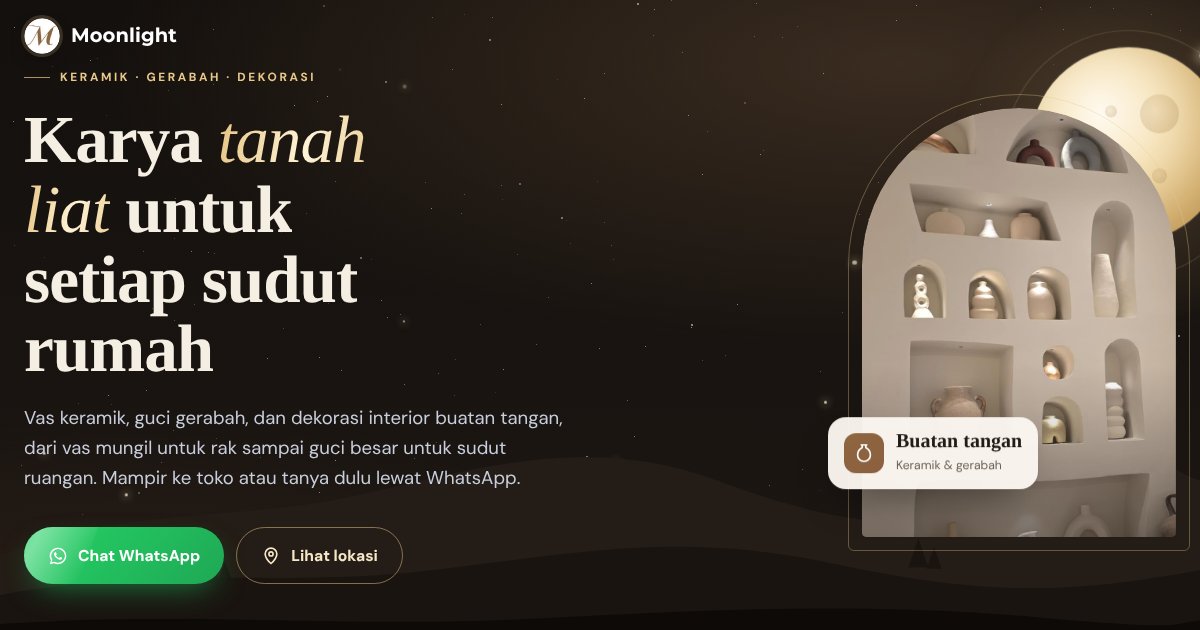 M Moonlight
KERAMIK · GERABAH · DEKORASI
Karya tanah
liat untuk
setiap sudut
rumah
Vas keramik, guci gerabah, dan dekorasi interior buatan tangan,
dari vas mungil untuk rak sampai guci besar untuk sudut
ruangan. Mampir ke toko atau tanya dulu lewat WhatsApp.
Chat WhatsApp
Lihat lokasi
Buatan tangan
Keramik & gerabah